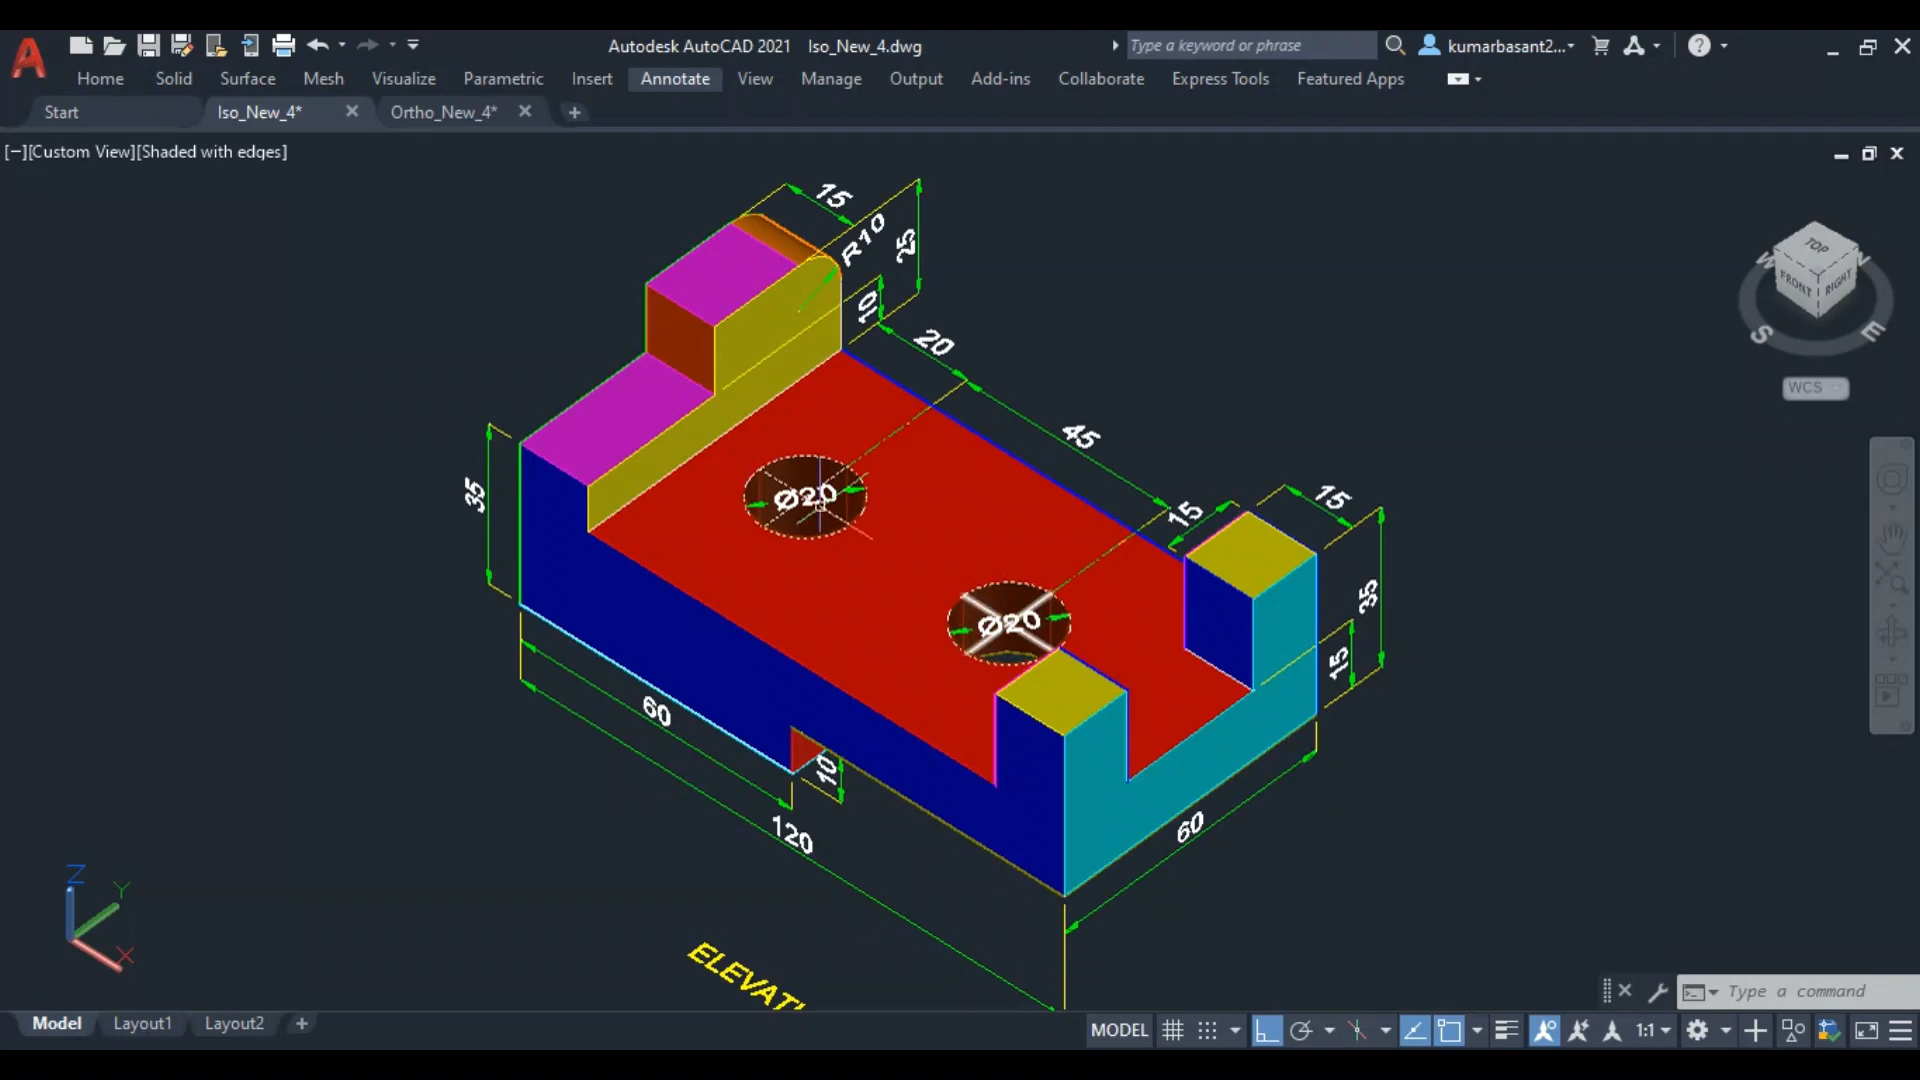 Autodesk AutoCAD 2021 Iso_New_4.dwg
Type a keyword or phrase
kumarbasant2...
Home Solid Surface Mesh Visualize Parametric Insert Annotate View Manage Output Add-ins Collaborate Express Tools Featured Apps
Start Iso_New_4* Ortho_New_4*
[−][Custom View][Shaded with edges]
15
R10
25
10
20
45
15
15
35
15
35
Ø20
Ø20
60
10
120
60
ELEVATI
TOP
FRONT
RIGHT
W
N
S
E
WCS
Z
Y
X
Type a command
Model Layout1 Layout2
MODEL
1:1